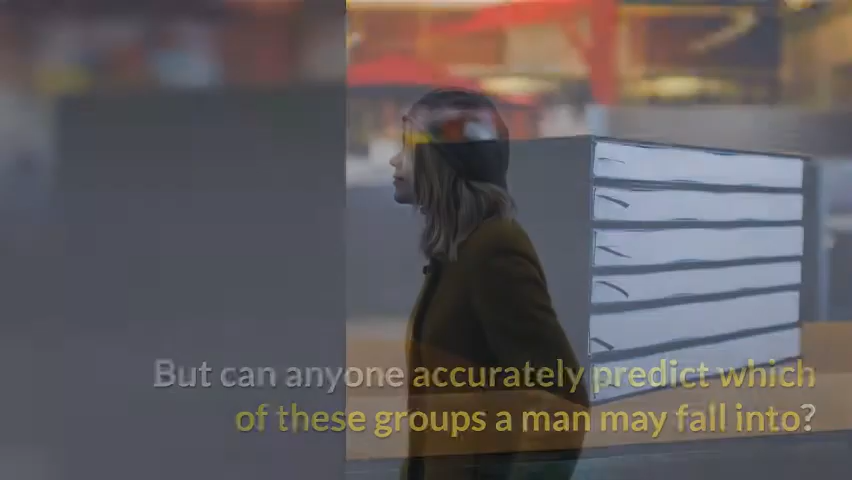 But can anyone accurately predict which
of these groups a man may fall into?